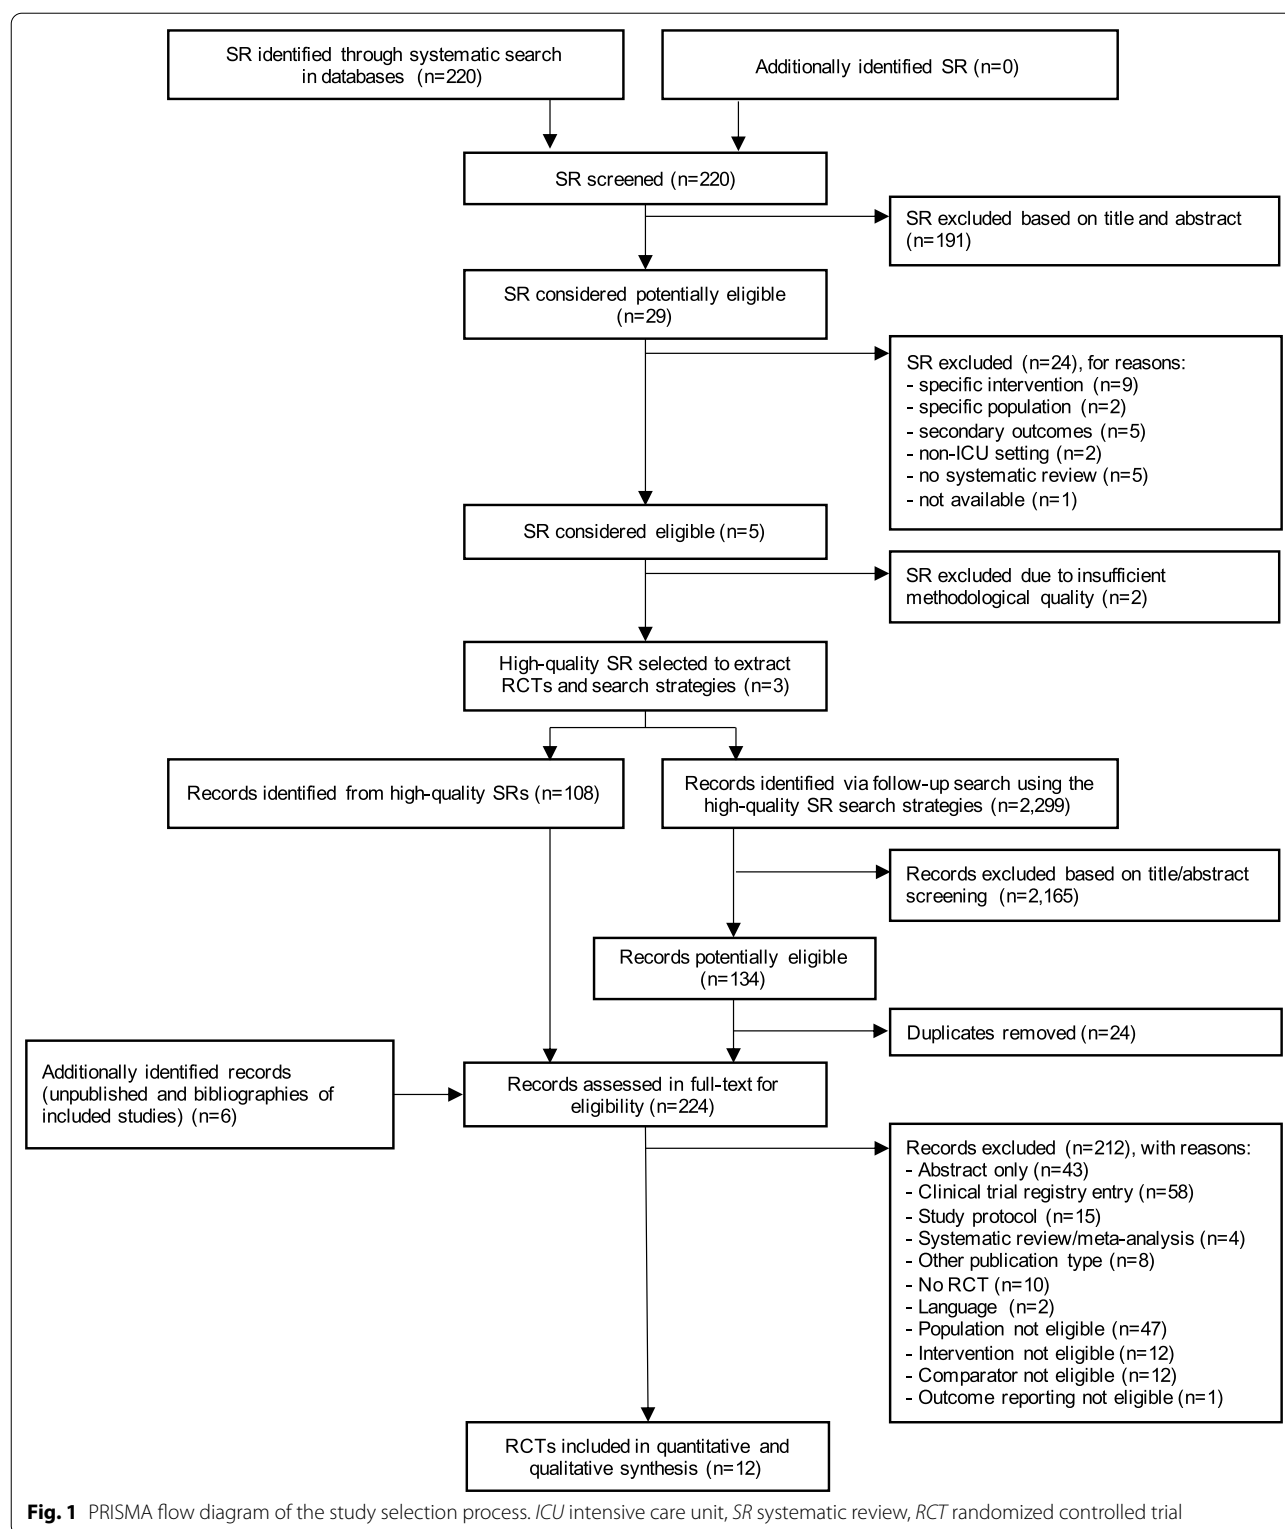 SR identified through systematic search
in databases (n=220)
Additionally identified SR (n=0)
SR screened (n=220)
SR excluded based on title and abstract
(n=191)
SR considered potentially eligible
(n=29)
SR excluded (n=24), for reasons:
- specific intervention (n=9)
- specific population (n=2)
- secondary outcomes (n=5)
- non-ICU setting (n=2)
- no systematic review (n=5)
- not available (n=1)
SR considered eligible (n=5)
SR excluded due to insufficient
methodological quality (n=2)
High-quality SR selected to extract
RCTs and search strategies (n=3)
Records identified from high-quality SRs (n=108)
Records identified via follow-up search using the
high-quality SR search strategies (n=2,299)
Records excluded based on title/abstract
screening (n=2,165)
Records potentially eligible
(n=134)
Duplicates removed (n=24)
Additionally identified records
(unpublished and bibliographies of
included studies) (n=6)
Records assessed in full-text for
eligibility (n=224)
Records excluded (n=212), with reasons:
- Abstract only (n=43)
- Clinical trial registry entry (n=58)
- Study protocol (n=15)
- Systematic review/meta-analysis (n=4)
- Other publication type (n=8)
- No RCT (n=10)
- Language (n=2)
- Population not eligible (n=47)
- Intervention not eligible (n=12)
- Comparator not eligible (n=12)
- Outcome reporting not eligible (n=1)
RCTs included in quantitative and
qualitative synthesis (n=12)
Fig. 1 PRISMA flow diagram of the study selection process. ICU intensive care unit, SR systematic review, RCT randomized controlled trial